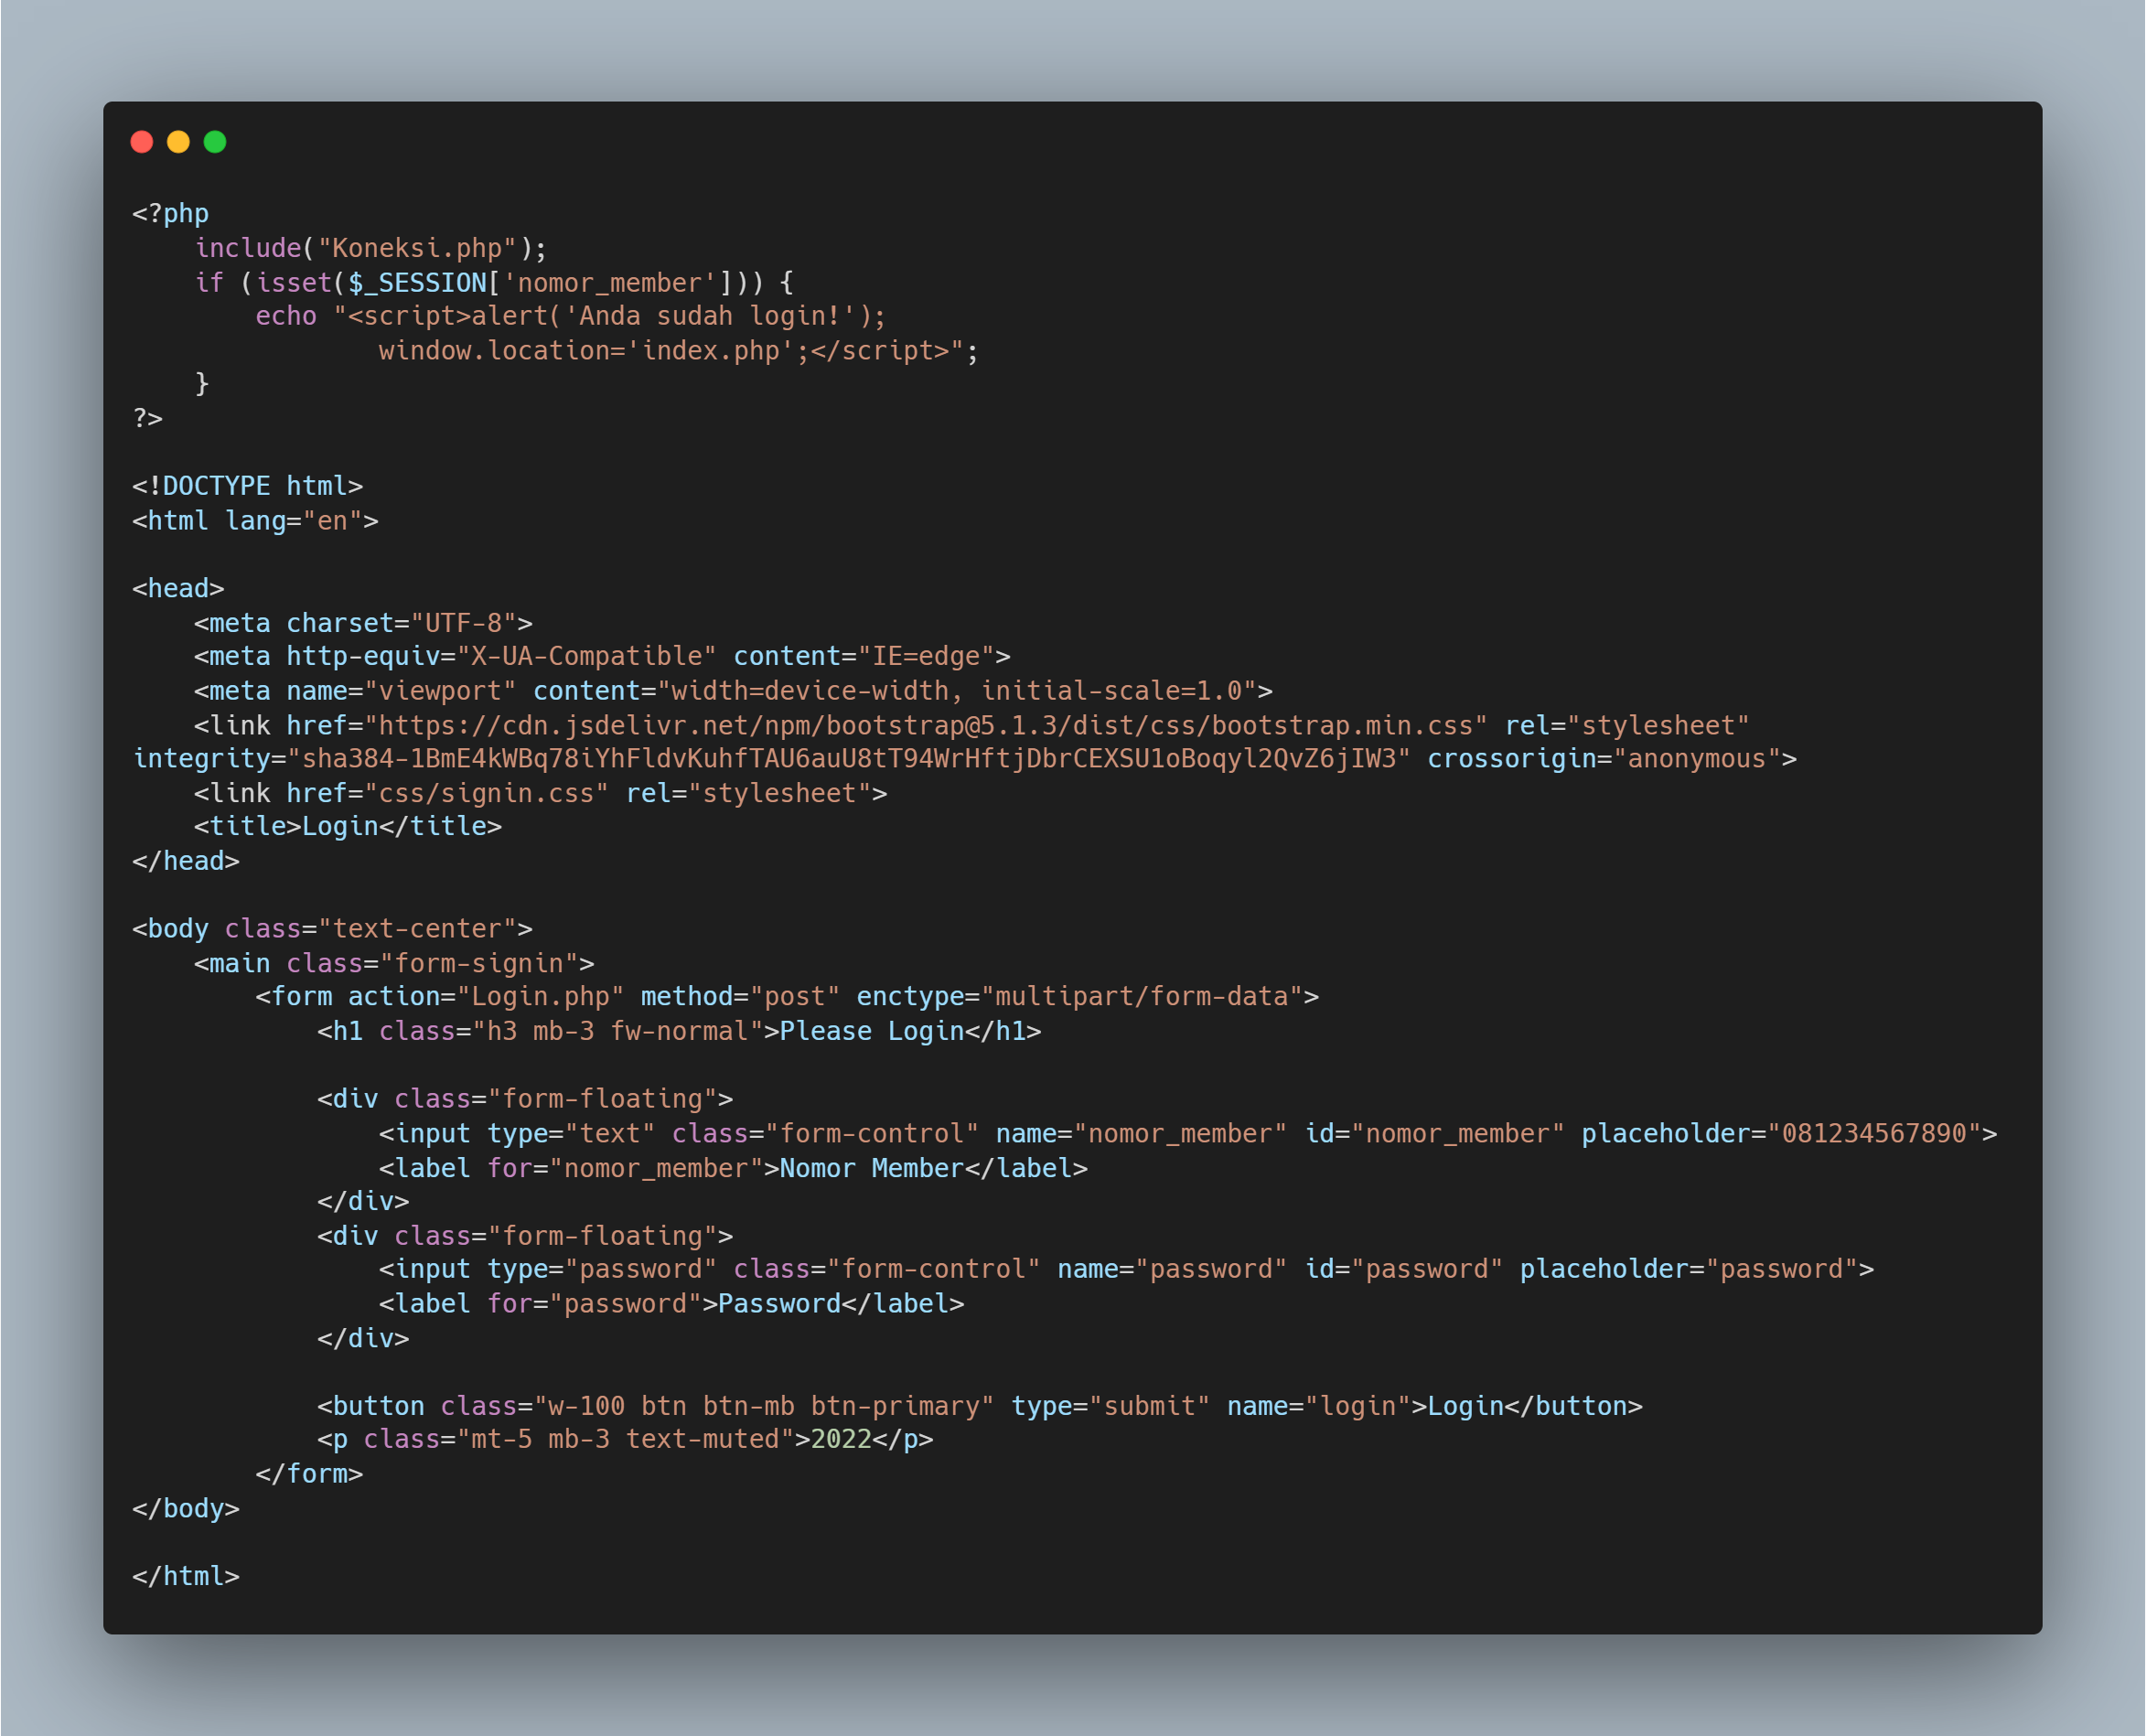 <?php
    include("Koneksi.php");
    if (isset($_SESSION['nomor_member'])) {
        echo "<script>alert('Anda sudah login!');
                window.location='index.php';</script>";
    }
?>

<!DOCTYPE html>
<html lang="en">

<head>
    <meta charset="UTF-8">
    <meta http-equiv="X-UA-Compatible" content="IE=edge">
    <meta name="viewport" content="width=device-width, initial-scale=1.0">
    <link href="https://cdn.jsdelivr.net/npm/bootstrap@5.1.3/dist/css/bootstrap.min.css" rel="stylesheet"
integrity="sha384-1BmE4kWBq78iYhFldvKuhfTAU6auU8tT94WrHftjDbrCEXSU1oBoqyl2QvZ6jIW3" crossorigin="anonymous">
    <link href="css/signin.css" rel="stylesheet">
    <title>Login</title>
</head>

<body class="text-center">
    <main class="form-signin">
        <form action="Login.php" method="post" enctype="multipart/form-data">
            <h1 class="h3 mb-3 fw-normal">Please Login</h1>

            <div class="form-floating">
                <input type="text" class="form-control" name="nomor_member" id="nomor_member" placeholder="081234567890">
                <label for="nomor_member">Nomor Member</label>
            </div>
            <div class="form-floating">
                <input type="password" class="form-control" name="password" id="password" placeholder="password">
                <label for="password">Password</label>
            </div>

            <button class="w-100 btn btn-mb btn-primary" type="submit" name="login">Login</button>
            <p class="mt-5 mb-3 text-muted">2022</p>
        </form>
</body>

</html>